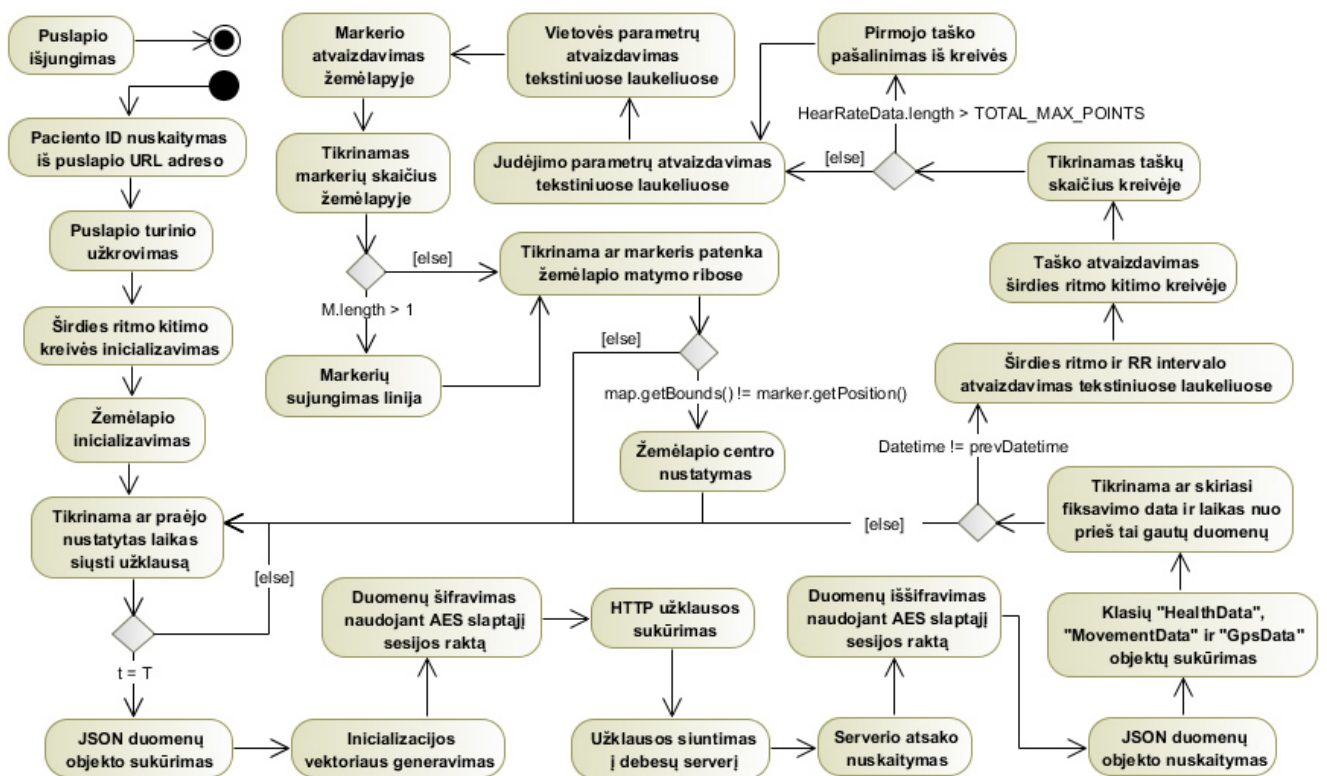 Puslapio
išjungimas
Paciento ID nuskaitymas
iš puslapio URL adreso
Puslapio turinio
užkrovimas
Širdies ritmo kitimo
kreivės inicializavimas
Žemėlapio
inicializavimas
Tikrinama ar praėjo
nustatytas laikas
siųsti užklausą
[else]
t = T
JSON duomenų
objekto sukūrimas
Inicializacijos
vektoriaus generavimas
Duomenų šifravimas
naudojant AES slaptąjį
sesijos raktą
HTTP užklausos
sukūrimas
Užklausos siuntimas
į debesų serverį
Serverio atsako
nuskaitymas
Duomenų iššifravimas
naudojant AES slaptąjį
sesijos raktą
JSON duomenų
objekto nuskaitymas
Klasių "HealthData",
"MovementData" ir "GpsData"
objektų sukūrimas
Tikrinama ar skiriasi
fiksavimo data ir laikas nuo
prieš tai gautų duomenų
[else]
Datetime != prevDatetime
Širdies ritmo ir RR intervalo
atvaizdavimas tekstiniuose laukeliuose
Taško atvaizdavimas
širdies ritmo kitimo kreivėje
Tikrinamas taškų
skaičius kreivėje
[else]
HearRateData.length > TOTAL_MAX_POINTS
Pirmojo taško
pašalinimas iš kreivės
Judėjimo parametrų atvaizdavimas
tekstiniuose laukeliuose
Vietovės parametrų
atvaizdavimas
tekstiniuose laukeliuose
Markerio
atvaizdavimas
žemėlapyje
Tikrinamas
markerių skaičius
žemėlapyje
[else]
M.length > 1
Markerių
sujungimas linija
Tikrinama ar markeris patenka
žemėlapio matymo ribose
[else]
map.getBounds() != marker.getPosition()
Žemėlapio centro
nustatymas